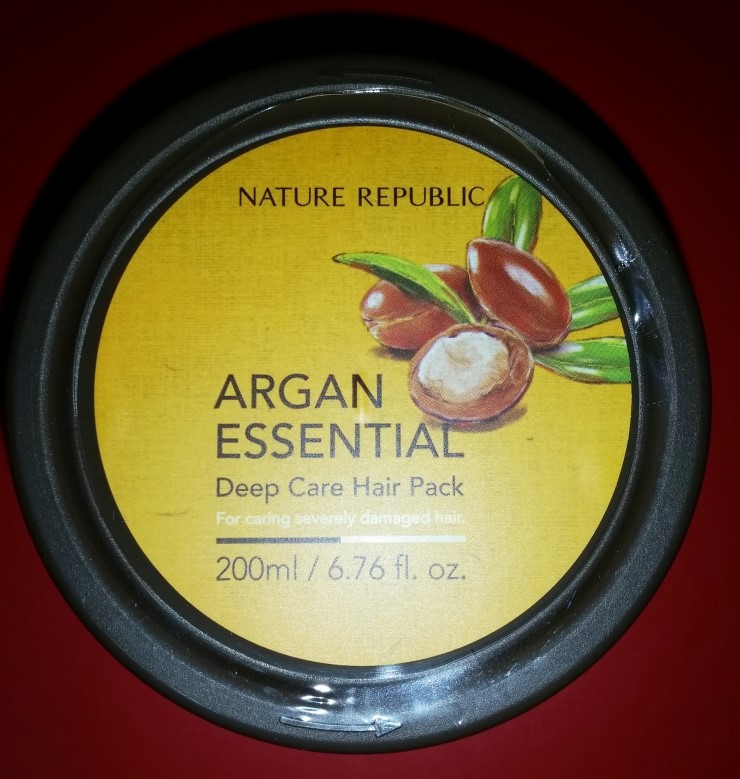 NATURE REPUBLIC
ARGAN
ESSENTIAL
Deep Care Hair Pack
For caring severely damaged hair.
200ml / 6.76 fl. oz.